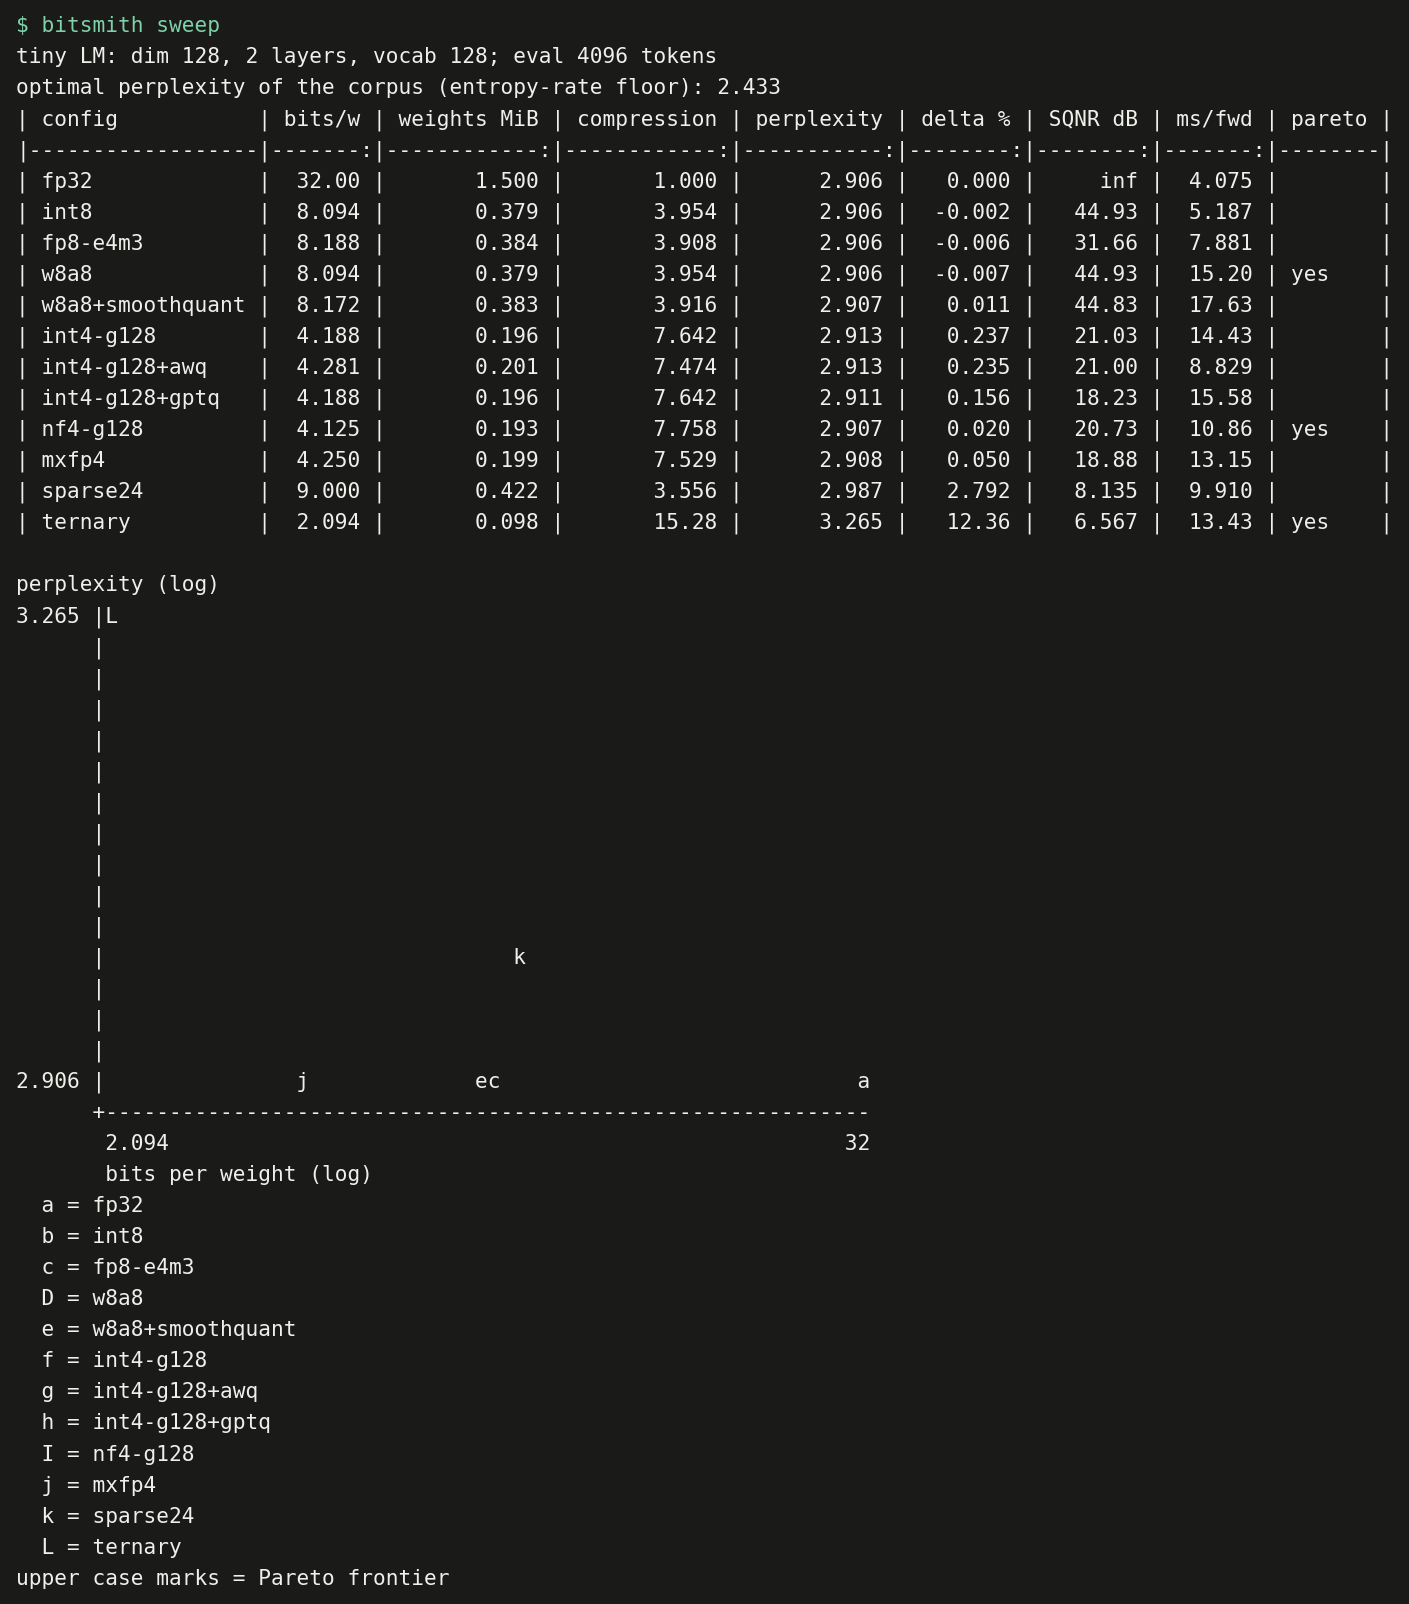 $ bitsmith sweep
tiny LM: dim 128, 2 layers, vocab 128; eval 4096 tokens
optimal perplexity of the corpus (entropy-rate floor): 2.433
| config           | bits/w | weights MiB | compression | perplexity | delta % | SQNR dB | ms/fwd | pareto |
|------------------|-------:|------------:|------------:|-----------:|--------:|--------:|-------:|--------|
| fp32             |  32.00 |       1.500 |       1.000 |      2.906 |   0.000 |     inf |  4.075 |        |
| int8             |  8.094 |       0.379 |       3.954 |      2.906 |  -0.002 |   44.93 |  5.187 |        |
| fp8-e4m3         |  8.188 |       0.384 |       3.908 |      2.906 |  -0.006 |   31.66 |  7.881 |        |
| w8a8             |  8.094 |       0.379 |       3.954 |      2.906 |  -0.007 |   44.93 |  15.20 | yes    |
| w8a8+smoothquant |  8.172 |       0.383 |       3.916 |      2.907 |   0.011 |   44.83 |  17.63 |        |
| int4-g128        |  4.188 |       0.196 |       7.642 |      2.913 |   0.237 |   21.03 |  14.43 |        |
| int4-g128+awq    |  4.281 |       0.201 |       7.474 |      2.913 |   0.235 |   21.00 |  8.829 |        |
| int4-g128+gptq   |  4.188 |       0.196 |       7.642 |      2.911 |   0.156 |   18.23 |  15.58 |        |
| nf4-g128         |  4.125 |       0.193 |       7.758 |      2.907 |   0.020 |   20.73 |  10.86 | yes    |
| mxfp4            |  4.250 |       0.199 |       7.529 |      2.908 |   0.050 |   18.88 |  13.15 |        |
| sparse24         |  9.000 |       0.422 |       3.556 |      2.987 |   2.792 |   8.135 |  9.910 |        |
| ternary          |  2.094 |       0.098 |       15.28 |      3.265 |   12.36 |   6.567 |  13.43 | yes    |

perplexity (log)
3.265 |L
      |
      |
      |
      |
      |
      |
      |
      |
      |
      |
      |                                k
      |
      |
      |
2.906 |               j             ec                            a
      +------------------------------------------------------------
       2.094                                                     32
       bits per weight (log)
  a = fp32
  b = int8
  c = fp8-e4m3
  D = w8a8
  e = w8a8+smoothquant
  f = int4-g128
  g = int4-g128+awq
  h = int4-g128+gptq
  I = nf4-g128
  j = mxfp4
  k = sparse24
  L = ternary
upper case marks = Pareto frontier